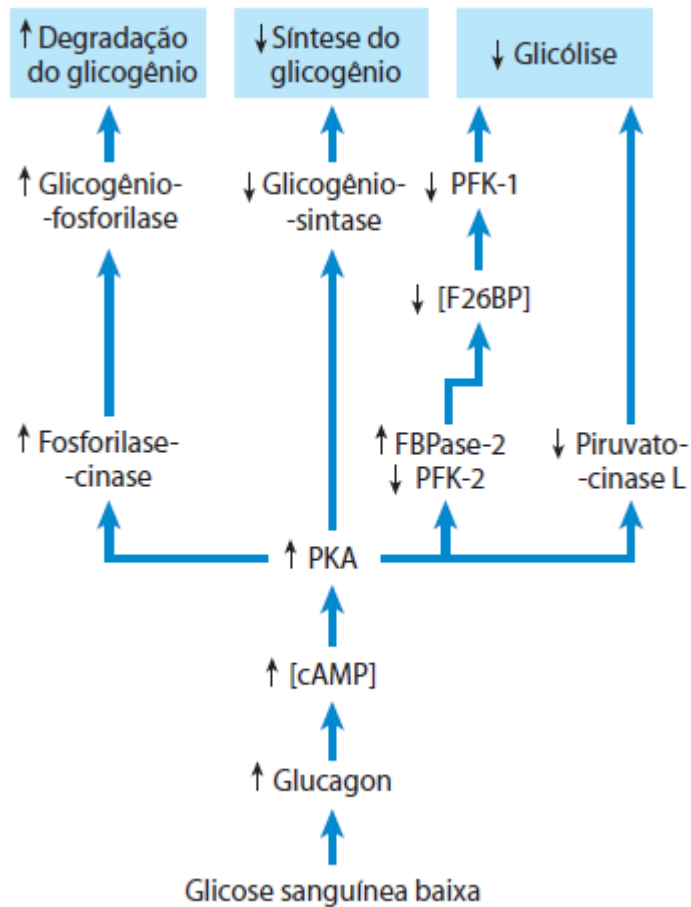 ↑ Degradação
do glicogênio
↓ Síntese do
glicogênio
↓ Glicólise
↑ Glicogênio-
-fosforilase
↓ Glicogênio-
-sintase
↓ PFK-1
↓ [F26BP]
↑ Fosforilase-
-cinase
↑ FBPase-2
↓ PFK-2
↓ Piruvato-
-cinase L
↑ PKA
↑ [cAMP]
↑ Glucagon
Glicose sanguínea baixa